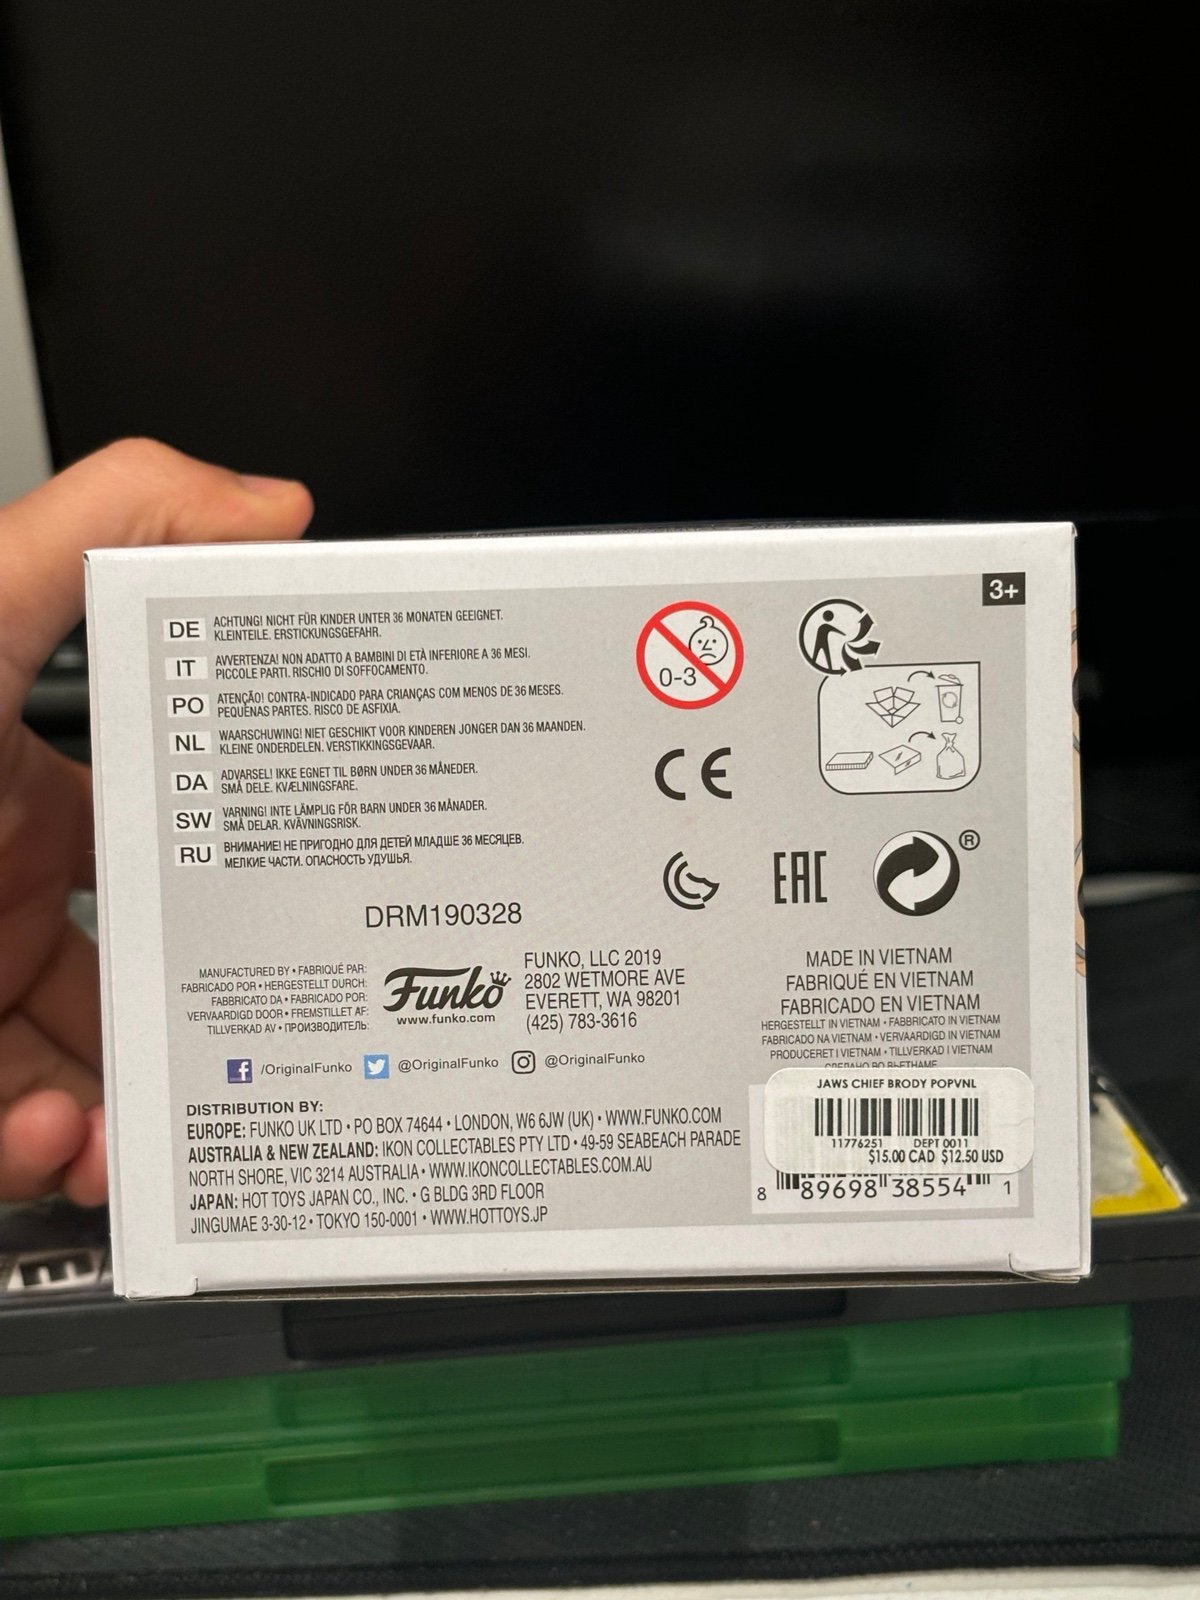 3+
DE ACHTUNG! NICHT FÜR KINDER UNTER 36 MONATEN GEEIGNET.
KLEINTEILE. ERSTICKUNGSGEFAHR.
IT AVVERTENZA! NON ADATTO A BAMBINI DI ETÀ INFERIORE A 36 MESI.
PICCOLE PARTI. RISCHIO DI SOFFOCAMENTO.
PO ATENÇÃO! CONTRA-INDICADO PARA CRIANÇAS COM MENOS DE 36 MESES.
PEQUENAS PARTES. RISCO DE ASFIXIA.
NL WAARSCHUWING! NIET GESCHIKT VOOR KINDEREN JONGER DAN 36 MAANDEN.
KLEINE ONDERDELEN. VERSTIKKINGSGEVAAR.
DA ADVARSEL! IKKE EGNET TIL BØRN UNDER 36 MÅNEDER.
SMÅ DELE. KVÆLNINGSFARE.
SW VARNING! INTE LÄMPLIG FÖR BARN UNDER 36 MÅNADER.
SMÅ DELAR. KVÄVNINGSRISK.
RU ВНИМАНИЕ! НЕ ПРИГОДНО ДЛЯ ДЕТЕЙ МЛАДШЕ 36 МЕСЯЦЕВ.
МЕЛКИЕ ЧАСТИ. ОПАСНОСТЬ УДУШЬЯ.
0-3
CE
EAC
®
DRM190328
MANUFACTURED BY • FABRIQUÉ PAR:
FABRICADO POR • HERGESTELLT DURCH:
FABBRICATO DA • FABRICADO POR:
VERVAARDIGD DOOR • FREMSTILLET AF:
TILLVERKAD AV • ПРОИЗВОДИТЕЛЬ:
Funko
www.funko.com
FUNKO, LLC 2019
2802 WETMORE AVE
EVERETT, WA 98201
(425) 783-3616
MADE IN VIETNAM
FABRIQUÉ EN VIETNAM
FABRICADO EN VIETNAM
HERGESTELLT IN VIETNAM • FABBRICATO IN VIETNAM
FABRICADO NA VIETNAM • VERVAARDIGD IN VIETNAM
PRODUCERET I VIETNAM • TILLVERKAD I VIETNAM
СДЕЛАНО ВО ВЬЕТНАМЕ
f /OriginalFunko @OriginalFunko @OriginalFunko
DISTRIBUTION BY:
EUROPE: FUNKO UK LTD • PO BOX 74644 • LONDON, W6 6JW (UK) • WWW.FUNKO.COM
AUSTRALIA & NEW ZEALAND: IKON COLLECTABLES PTY LTD • 49-59 SEABEACH PARADE
NORTH SHORE, VIC 3214 AUSTRALIA • WWW.IKONCOLLECTABLES.COM.AU
JAPAN: HOT TOYS JAPAN CO., INC. • G BLDG 3RD FLOOR
JINGUMAE 3-30-12 • TOKYO 150-0001 • WWW.HOTTOYS.JP
JAWS CHIEF BRODY POPVNL
11776251 DEPT 0011
$15.00 CAD $12.50 USD
8 89698 38554 1